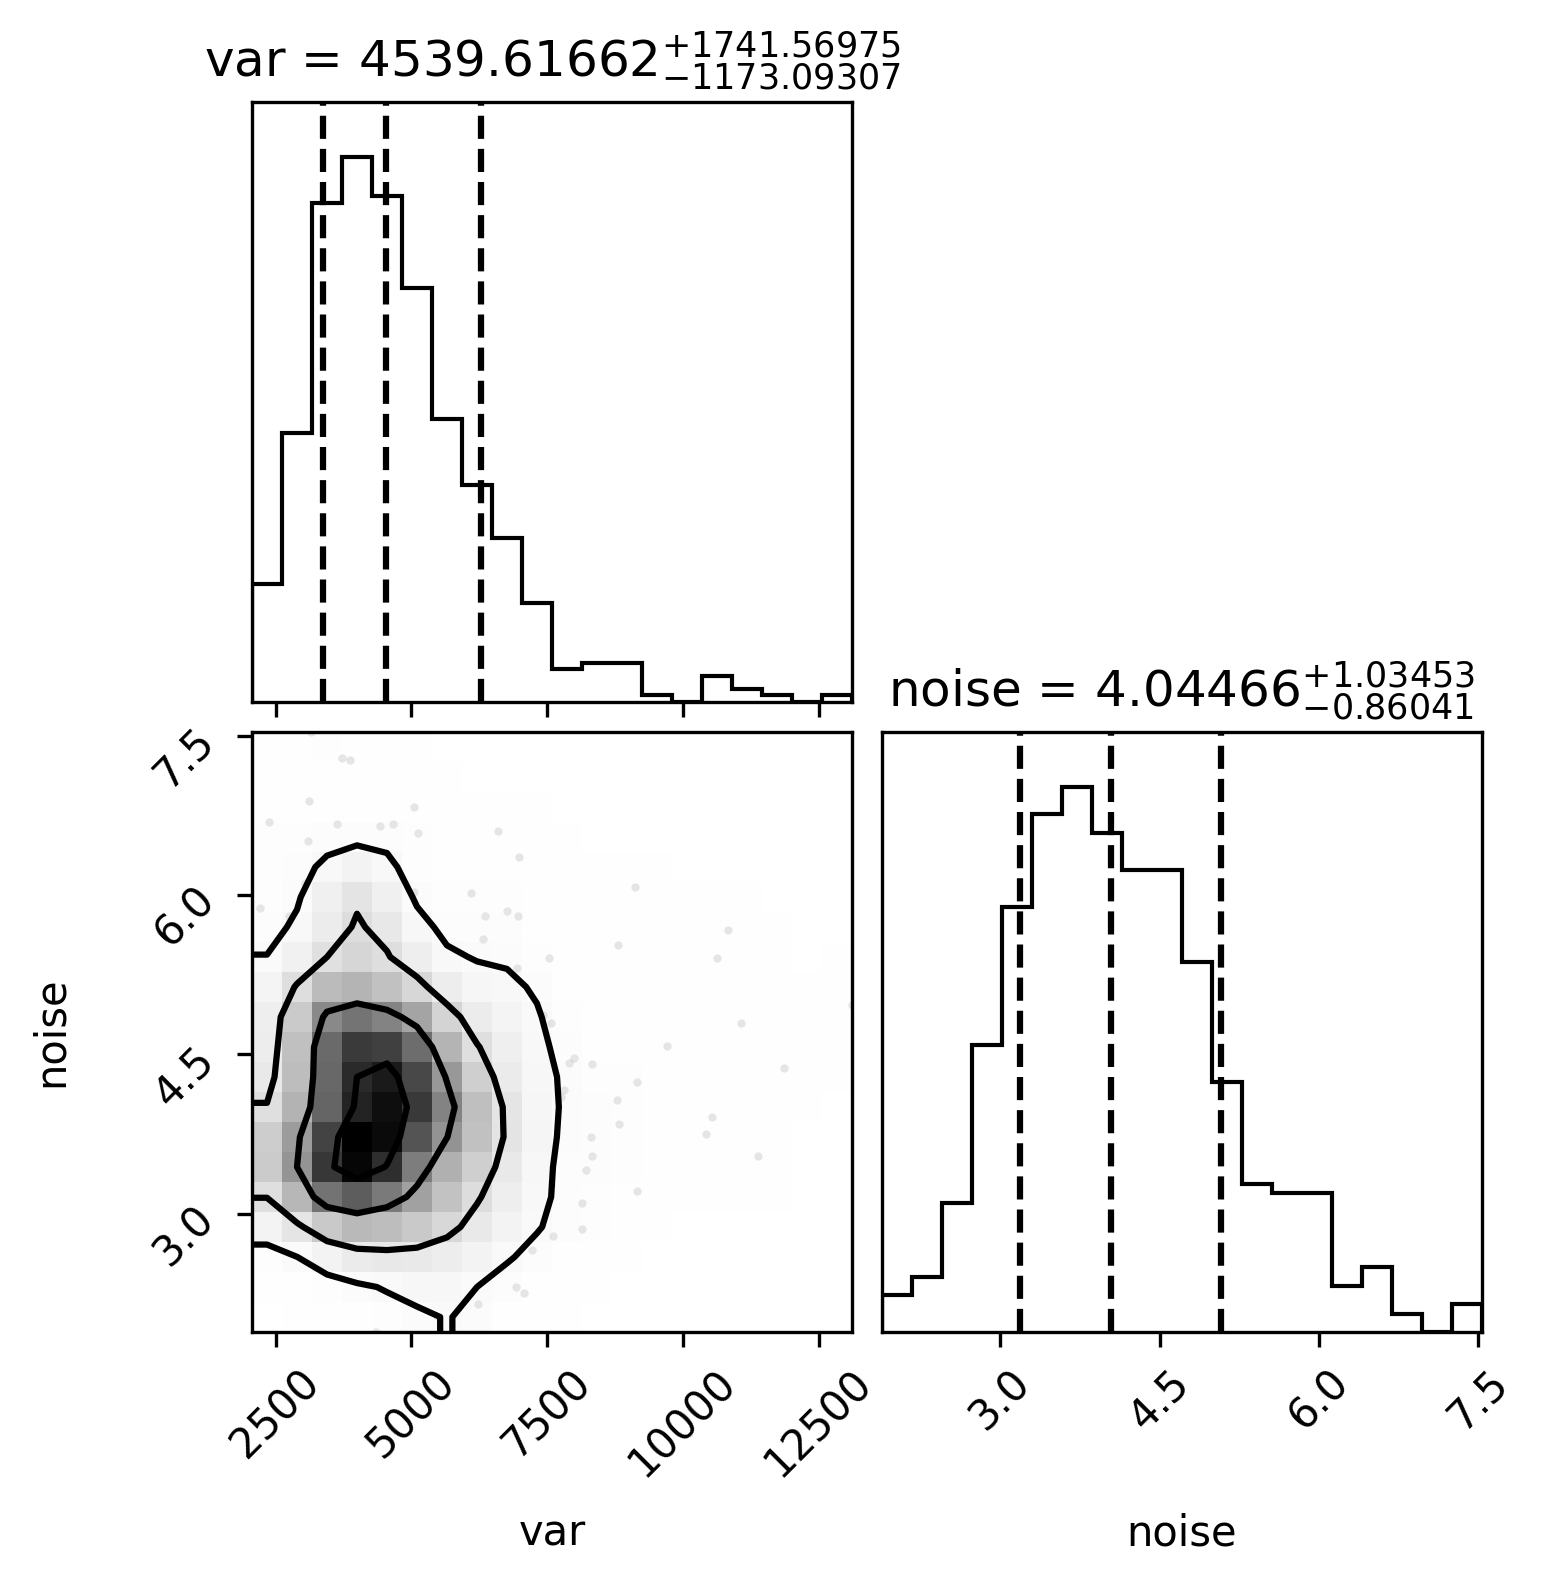 var = 4539.61662+1741.56975−1173.09307
noise = 4.04466+1.03453−0.86041
7.5
6.0
4.5
3.0
noise
2500 5000 7500 10000 12500
3.0 4.5 6.0 7.5
var
noise